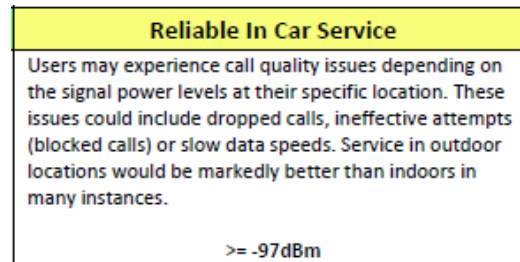 Reliable In Car Service
Users may experience call quality issues depending on
the signal power levels at their specific location. These
issues could include dropped calls, ineffective attempts
(blocked calls) or slow data speeds. Service in outdoor
locations would be markedly better than indoors in
many instances.
>= -97dBm